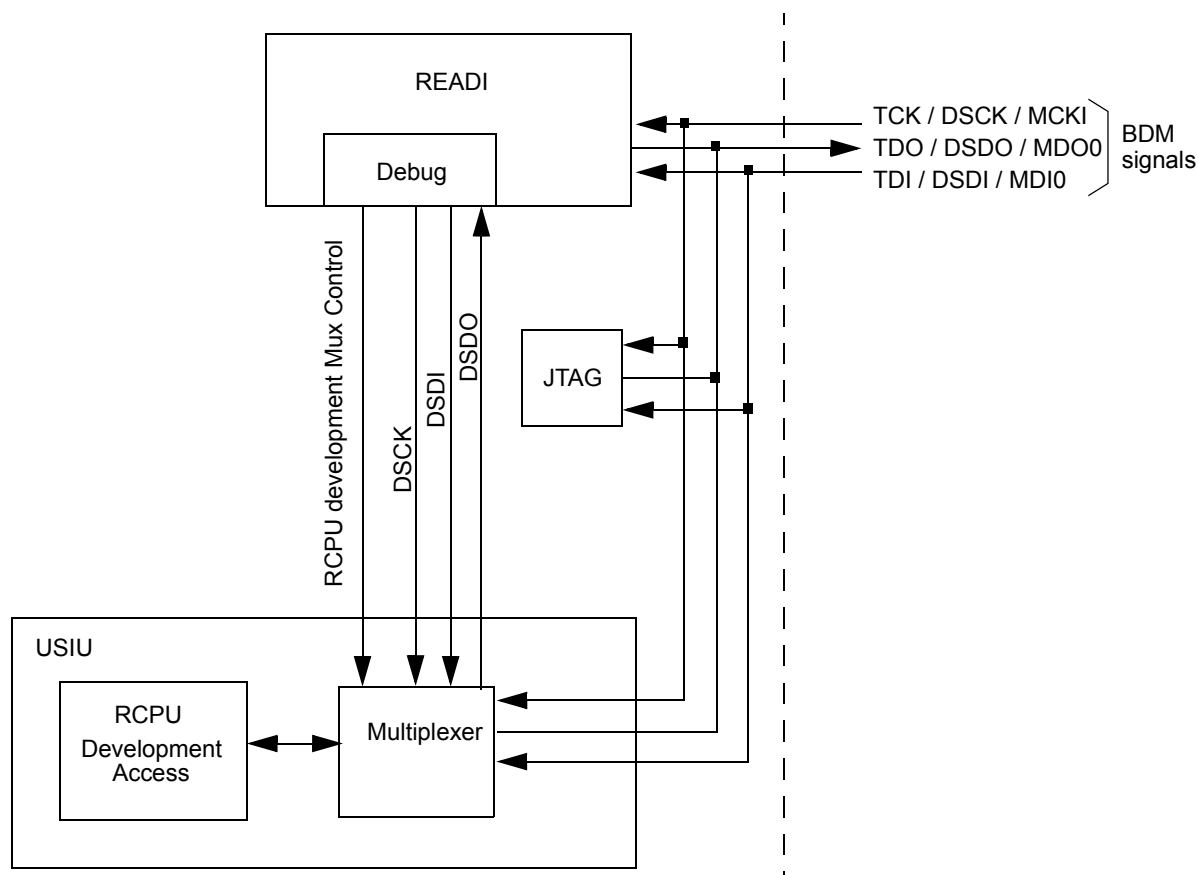 READI
Debug
TCK / DSCK / MCKI
TDO / DSDO / MDO0
TDI / DSDI / MDI0
BDM
signals
RCPU development Mux Control
DSCK
DSDI
DSDO
JTAG
USIU
RCPU
Development
Access
Multiplexer